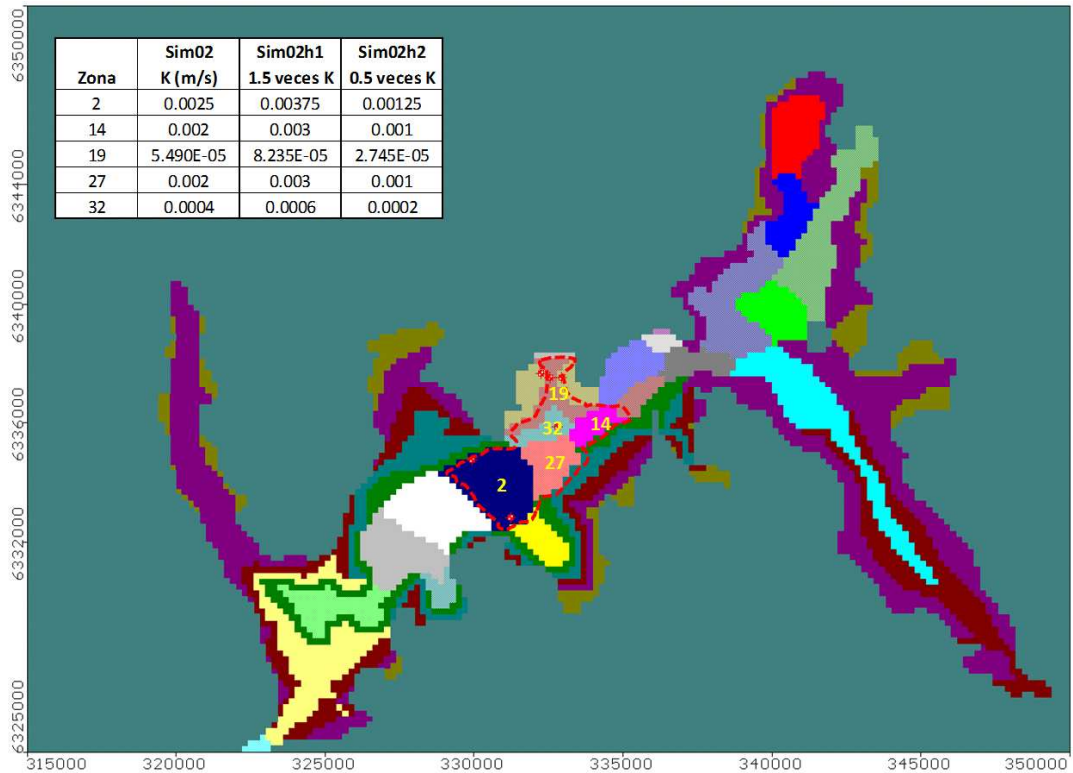 6350000
6344000
6340000
6336000
6332000
6325000
Sim02 Sim02h1 Sim02h2
Zona K (m/s) 1.5 veces K 0.5 veces K
2 0.0025 0.00375 0.00125
14 0.002 0.003 0.001
19 5.490E-05 8.235E-05 2.745E-05
27 0.002 0.003 0.001
32 0.0004 0.0006 0.0002
19
32 14
27
2
315000 320000 325000 330000 335000 340000 345000 350000